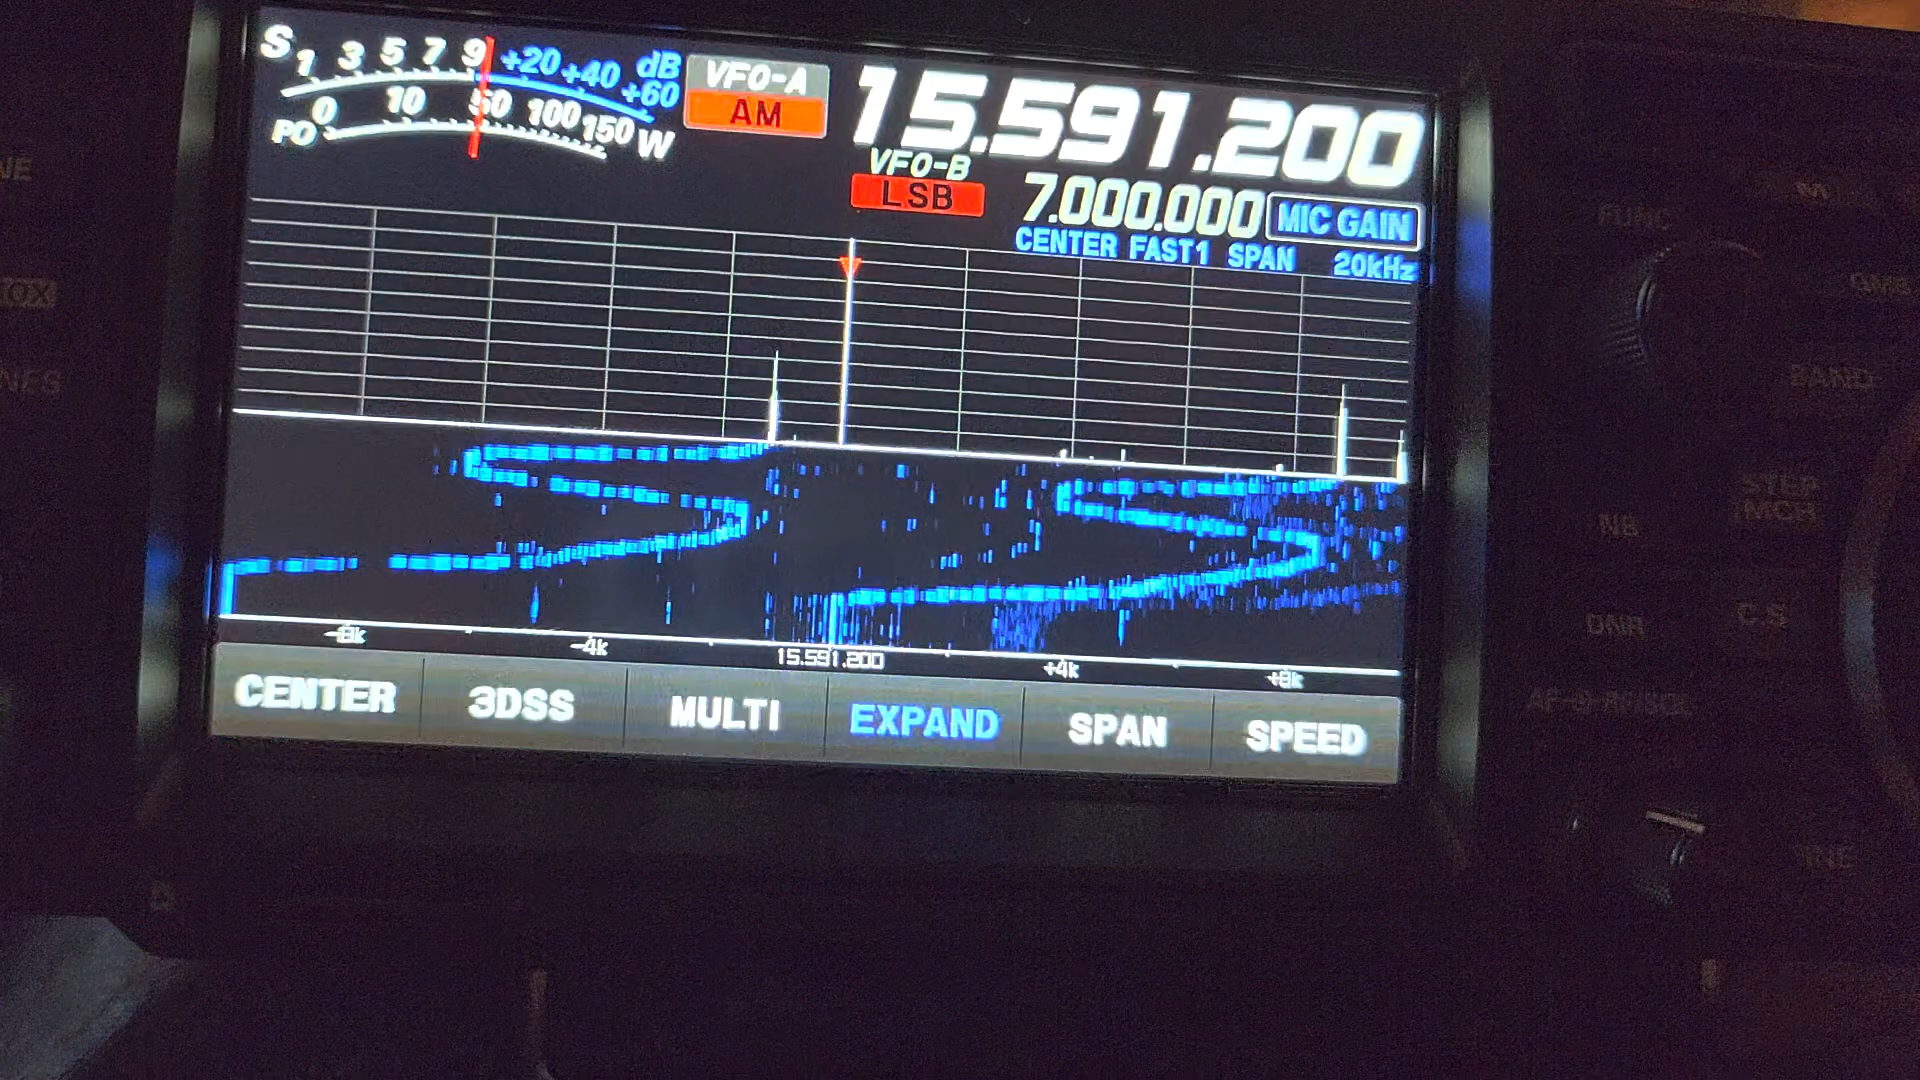 S 1 3 5 7 9 +20 +40 +60 dB
PO 0 10 50 100 150 W
VFO-A
AM
15.591.200
VFO-B
LSB
7.000.000
MIC GAIN
CENTER FAST1 SPAN 20kHz
-8k -4k 15.591.200 +4k +8k
CENTER 3DSS MULTI EXPAND SPAN SPEED
FUNC
BAND
STEP
MCH
NB
DNR
C.S